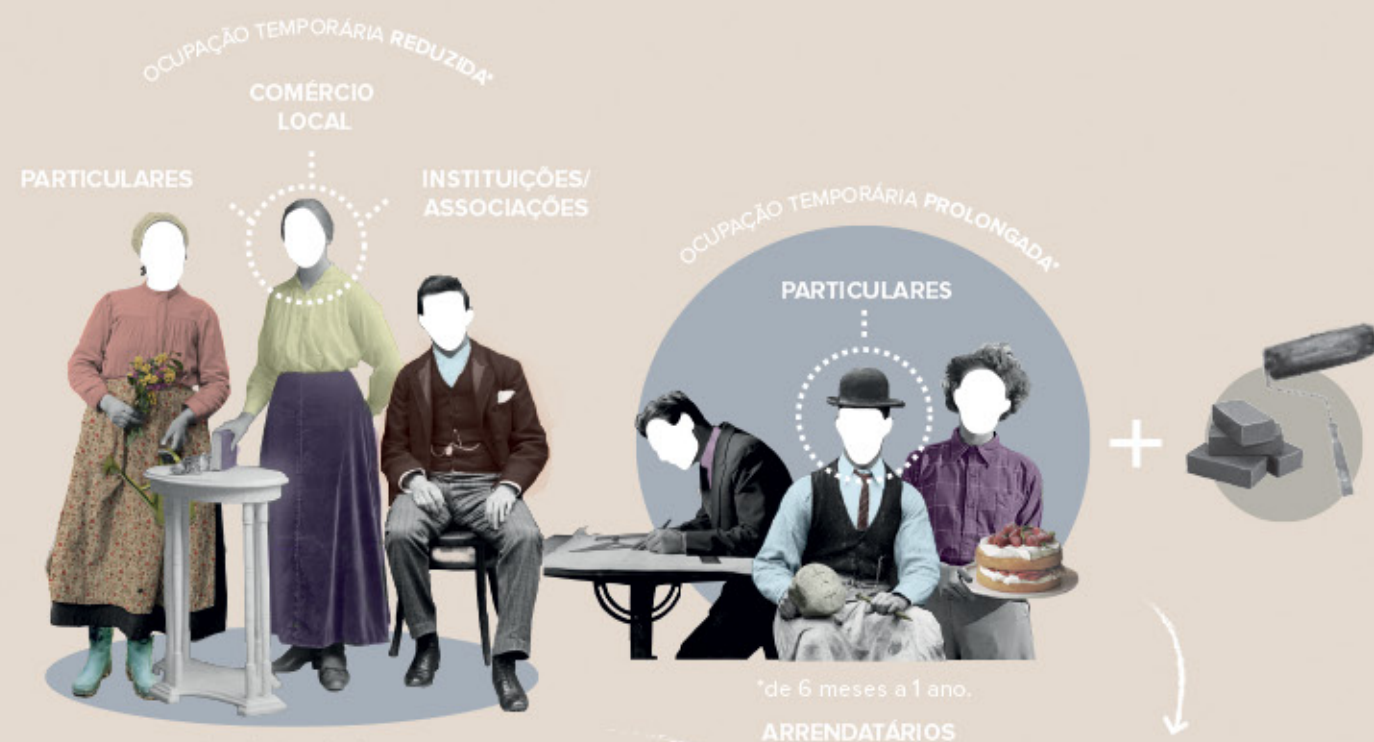 OCUPAÇÃO TEMPORÁRIA REDUZIDA*
COMÉRCIO
LOCAL
PARTICULARES
INSTITUIÇÕES/
ASSOCIAÇÕES
OCUPAÇÃO TEMPORÁRIA PROLONGADA*
PARTICULARES
*de 6 meses a 1 ano.
ARRENDATÁRIOS